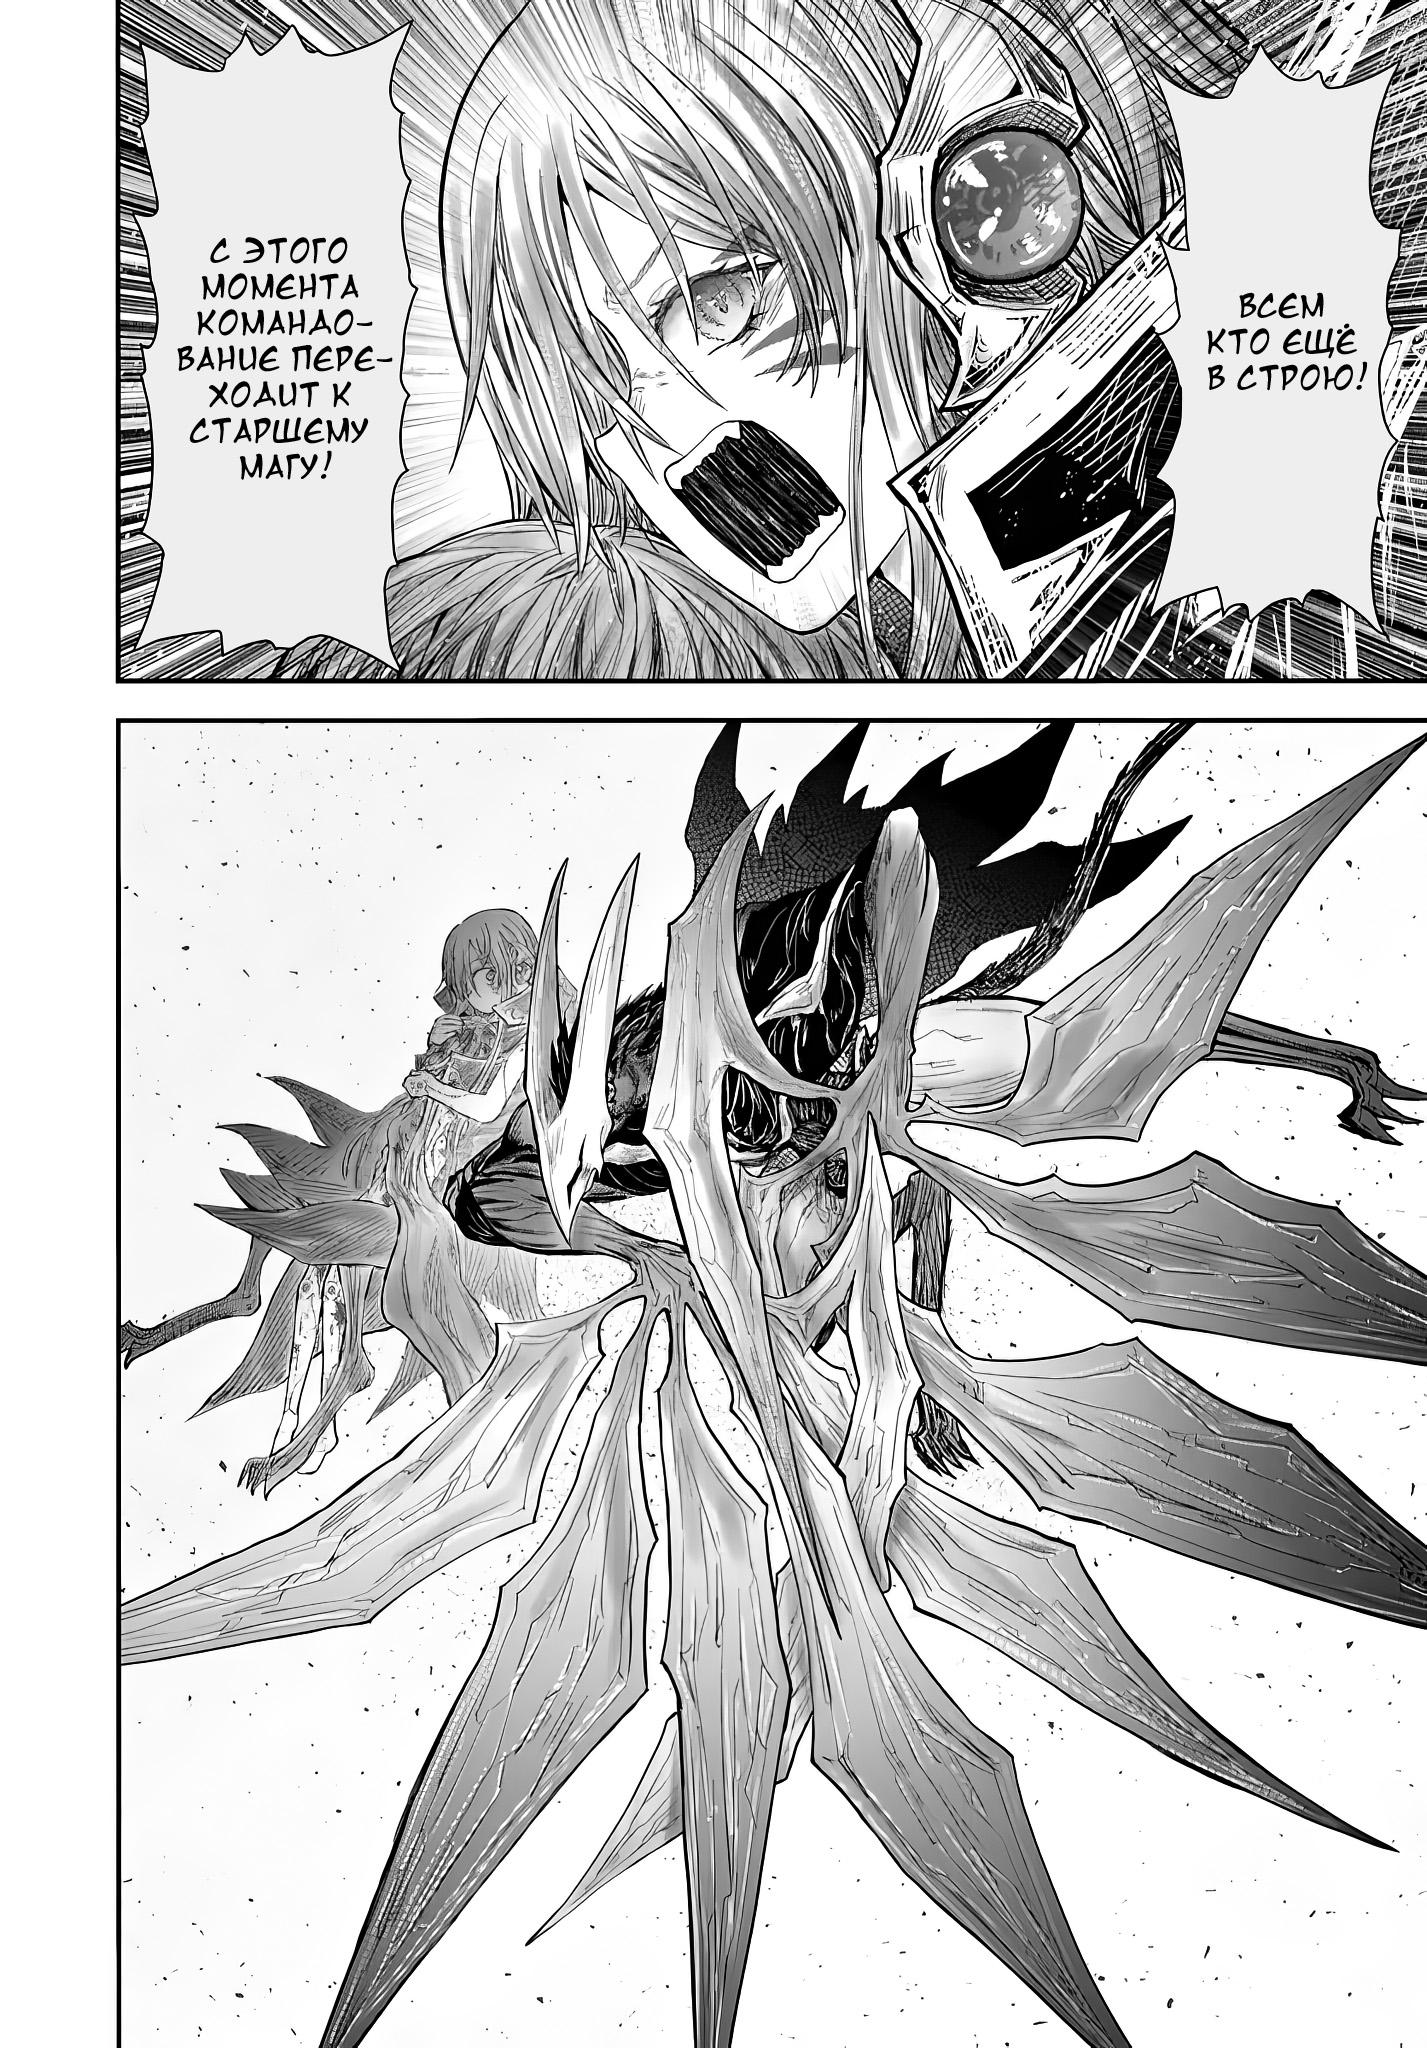 ВСЕМ
КТО ЕЩЁ
В СТРОЮ!
С ЭТОГО
МОМЕНТА
КОМАНДО-
ВАНИЕ ПЕРЕ-
ХОДИТ К
СТАРШЕМУ
МАГУ!